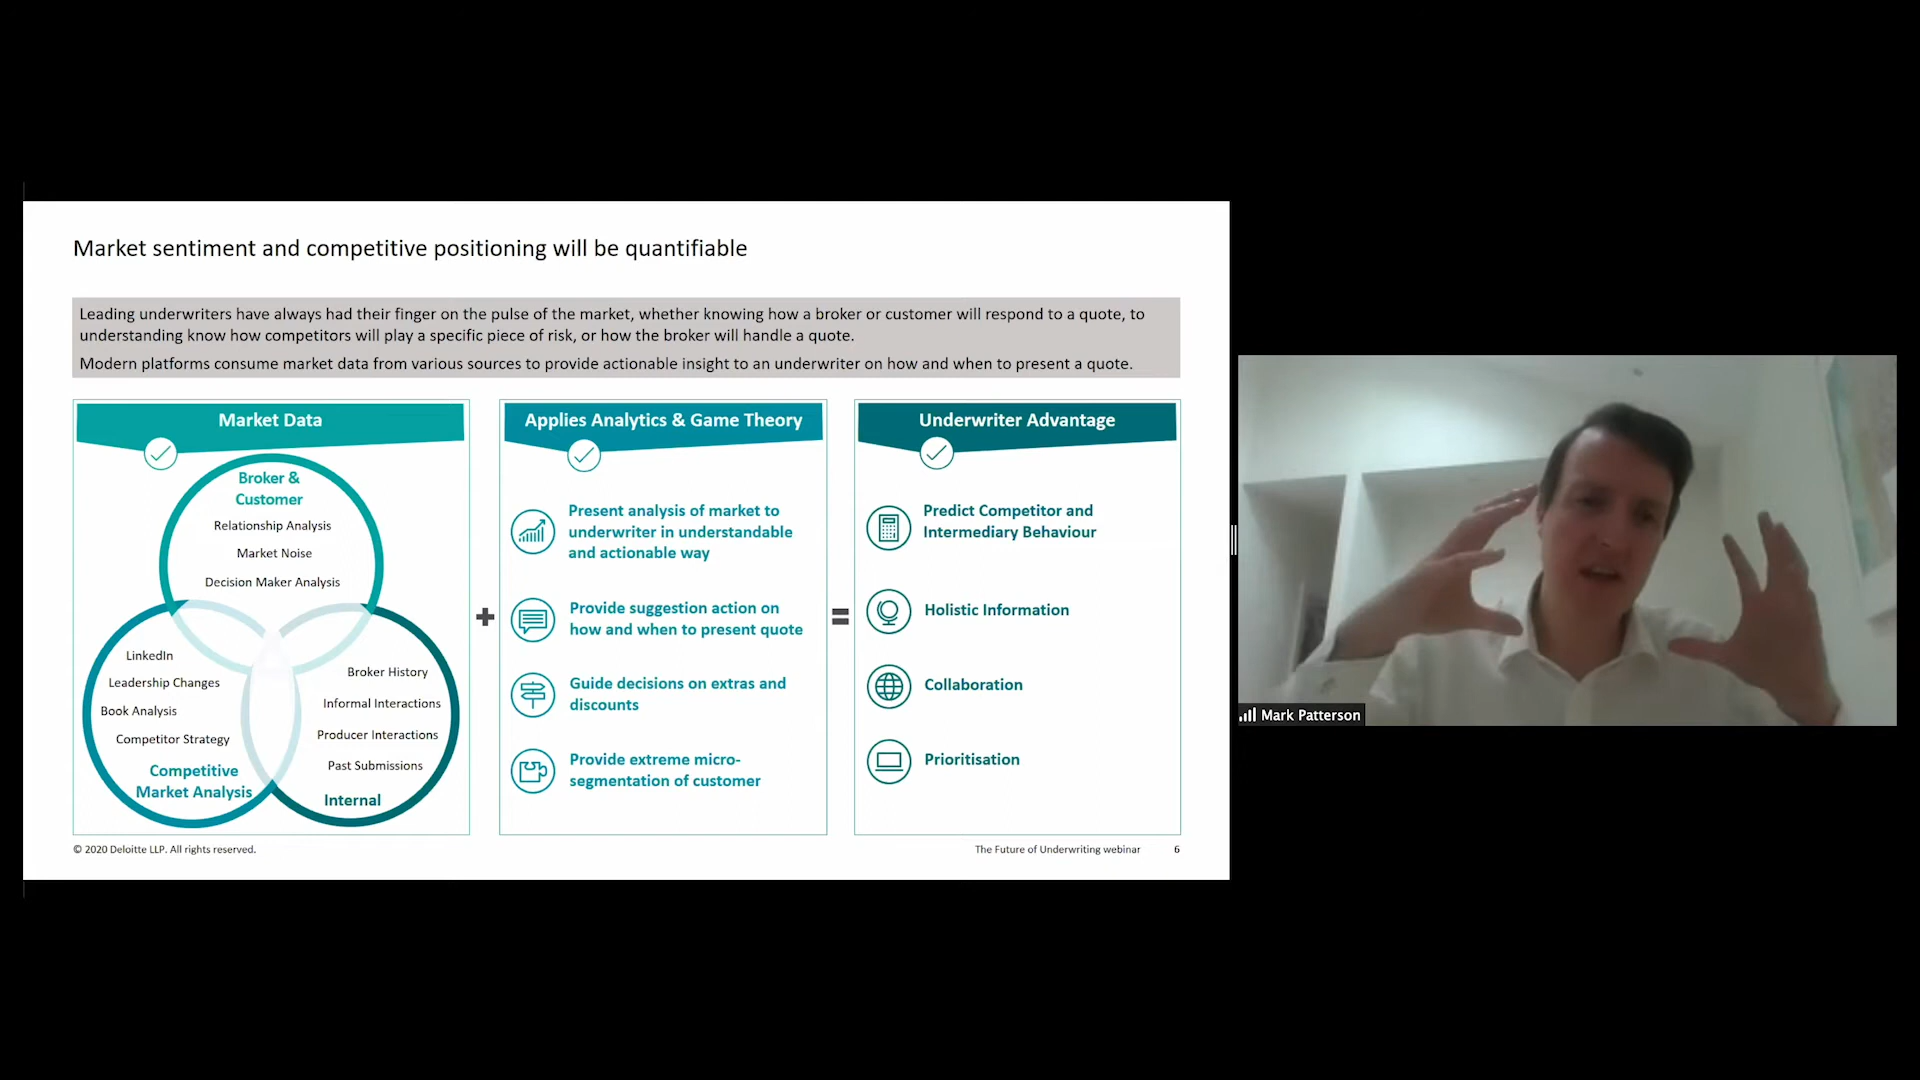 Market sentiment and competitive positioning will be quantifiable
Leading underwriters have always had their finger on the pulse of the market, whether knowing how a broker or customer will respond to a quote, to
understanding know how competitors will play a specific piece of risk, or how the broker will handle a quote.
Modern platforms consume market data from various sources to provide actionable insight to an underwriter on how and when to present a quote.
Market Data
Broker &
Customer
Relationship Analysis
Market Noise
Decision Maker Analysis
LinkedIn
Leadership Changes
Book Analysis
Competitor Strategy
Competitive
Market Analysis
Broker History
Informal Interactions
Producer Interactions
Past Submissions
Internal
+
Applies Analytics & Game Theory
Present analysis of market to
underwriter in understandable
and actionable way
Provide suggestion action on
how and when to present quote
Guide decisions on extras and
discounts
Provide extreme micro-
segmentation of customer
=
Underwriter Advantage
Predict Competitor and
Intermediary Behaviour
Holistic Information
Collaboration
Prioritisation
© 2020 Deloitte LLP. All rights reserved.
The Future of Underwriting webinar
6
Mark Patterson